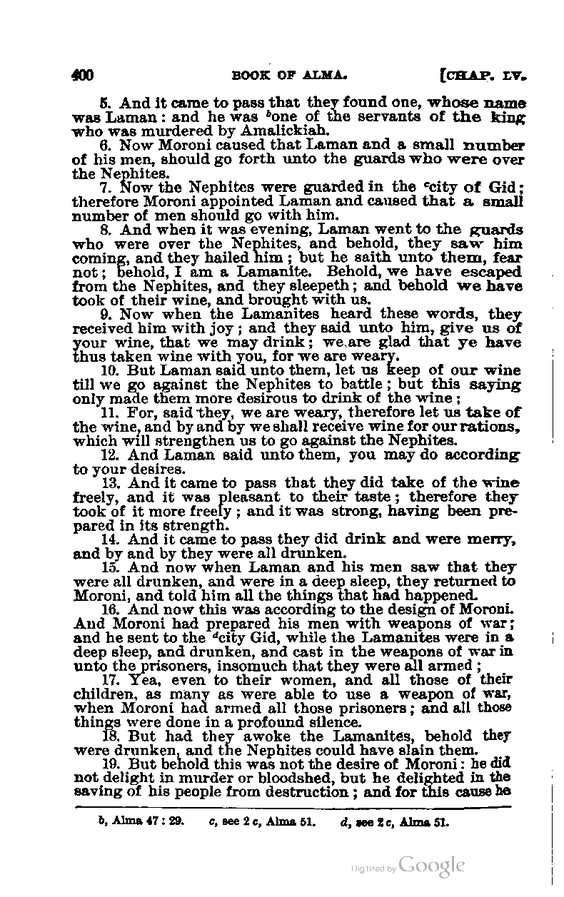 400 BOOK OF ALMA. [CHAP. LV.
5. And it came to pass that they found one, whose name
was Laman: and he was bone of the servants of the king
who was murdered by Amalickiah.
6. Now Moroni caused that Laman and a small number
of his men, should go forth unto the guards who were over
the Nephites.
7. Now the Nephites were guarded in the ccity of Gid;
therefore Moroni appointed Laman and caused that a small
number of men should go with him.
8. And when it was evening, Laman went to the guards
who were over the Nephites, and behold, they saw him
coming, and they hailed him; but he saith unto them, fear
not; behold, I am a Lamanite. Behold, we have escaped
from the Nephites, and they sleepeth; and behold we have
took of their wine, and brought with us.
9. Now when the Lamanites heard these words, they
received him with joy; and they said unto him, give us of
your wine, that we may drink; we are glad that ye have
thus taken wine with you, for we are weary.
10. But Laman said unto them, let us keep of our wine
till we go against the Nephites to battle; but this saying
only made them more desirous to drink of the wine;
11. For, said they, we are weary, therefore let us take of
the wine, and by and by we shall receive wine for our rations,
which will strengthen us to go against the Nephites.
12. And Laman said unto them, you may do according
to your desires.
13. And it came to pass that they did take of the wine
freely, and it was pleasant to their taste; therefore they
took of it more freely; and it was strong, having been pre-
pared in its strength.
14. And it came to pass they did drink and were merry,
and by and by they were all drunken.
15. And now when Laman and his men saw that they
were all drunken, and were in a deep sleep, they returned to
Moroni, and told him all the things that had happened.
16. And now this was according to the design of Moroni.
And Moroni had prepared his men with weapons of war;
and he sent to the dcity Gid, while the Lamanites were in a
deep sleep, and drunken, and cast in the weapons of war in
unto the prisoners, insomuch that they were all armed;
17. Yea, even to their women, and all those of their
children, as many as were able to use a weapon of war,
when Moroni had armed all those prisoners; and all those
things were done in a profound silence.
18. But had they awoke the Lamanites, behold they
were drunken, and the Nephites could have slain them.
19. But behold this was not the desire of Moroni: he did
not delight in murder or bloodshed, but he delighted in the
saving of his people from destruction; and for this cause he
b, Alma 47: 29. c, see 2 c, Alma 51. d, see 2 c, Alma 51.
Digitized by Google